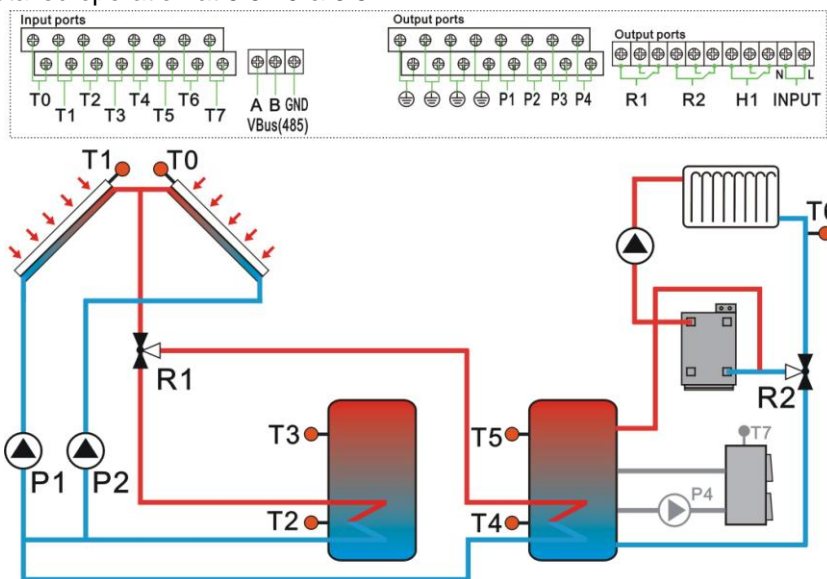 operation
Input ports
T0 T1 T2 T3 T4 T5 T6 T7
A B GND
VBus(485)
Output ports
P1 P2 P3 P4
Output ports
N L
R1 R2 H1 INPUT
T1 T0
R1
R2
T3
T5
T7
P1 P2
P4
T2
T4